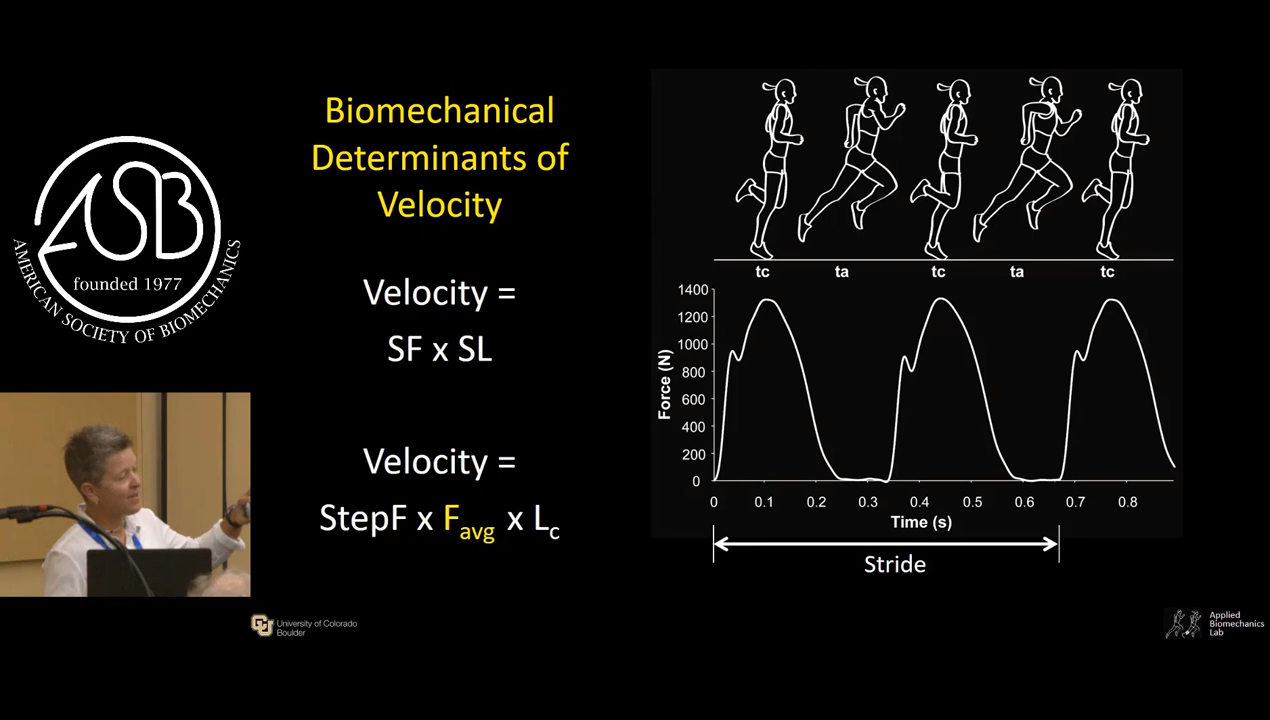 ASB
founded 1977
AMERICAN SOCIETY OF BIOMECHANICS
Biomechanical
Determinants of
Velocity
Velocity =
SF x SL
Velocity =
StepF x Favg x Lc
tc ta tc ta tc
1400
1200
1000
800
600
400
200
0
Force (N)
0 0.1 0.2 0.3 0.4 0.5 0.6 0.7 0.8
Time (s)
Stride
CU
University of Colorado
Boulder
Applied
Biomechanics
Lab